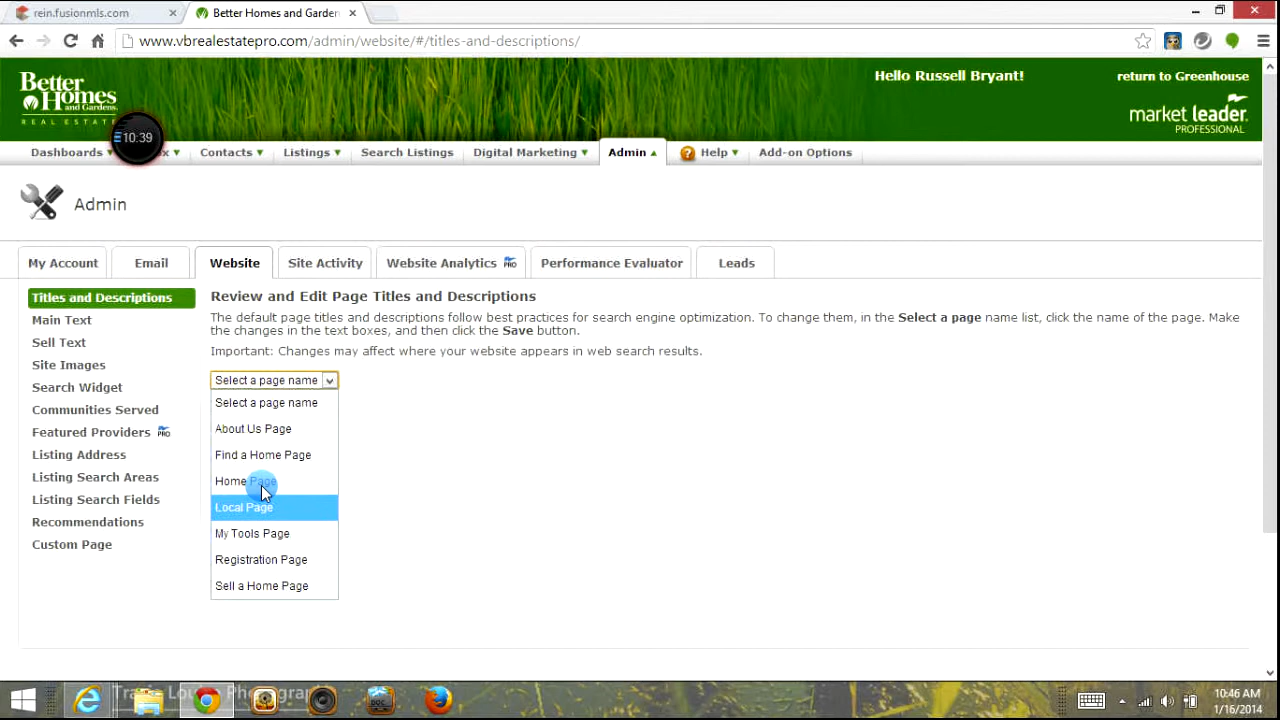 rein.fusionmls.com
Better Homes and Garden
www.vbrealestatepro.com/admin/website/#/titles-and-descriptions/
Better
Homes
and Gardens
REAL ESTATE
Hello Russell Bryant!
return to Greenhouse
market leader
PROFESSIONAL
10:39
Dashboards
Contacts
Listings
Search Listings
Digital Marketing
Admin
Help
Add-on Options
Admin
My Account
Email
Website
Site Activity
Website Analytics PRO
Performance Evaluator
Leads
Titles and Descriptions
Main Text
Sell Text
Site Images
Search Widget
Communities Served
Featured Providers PRO
Listing Address
Listing Search Areas
Listing Search Fields
Recommendations
Custom Page
Review and Edit Page Titles and Descriptions
The default page titles and descriptions follow best practices for search engine optimization. To change them, in the Select a page name list, click the name of the page. Make
the changes in the text boxes, and then click the Save button.
Important: Changes may affect where your website appears in web search results.
Select a page name
Select a page name
About Us Page
Find a Home Page
Home Page
Local Page
My Tools Page
Registration Page
Sell a Home Page
DOC
10:46 AM
1/16/2014